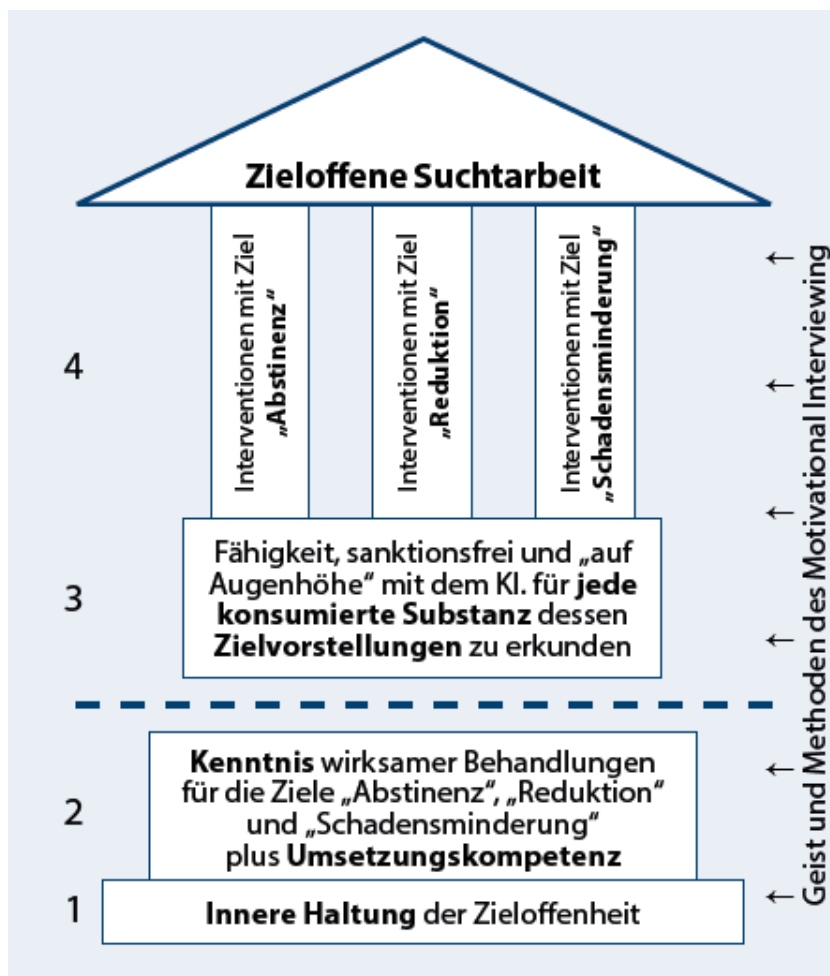 Zieloffene Suchtarbeit
4
Interventionen mit Ziel
„Abstinenz“
Interventionen mit Ziel
„Reduktion“
Interventionen mit Ziel
„Schadensminderung“
3
Fähigkeit, sanktionsfrei und „auf
Augenhöhe“ mit dem Kl. für jede
konsumierte Substanz dessen
Zielvorstellungen zu erkunden
2
Kenntnis wirksamer Behandlungen
für die Ziele „Abstinenz“, „Reduktion“
und „Schadensminderung“
plus Umsetzungskompetenz
1
Innere Haltung der Zieloffenheit
Geist und Methoden des Motivational Interviewing